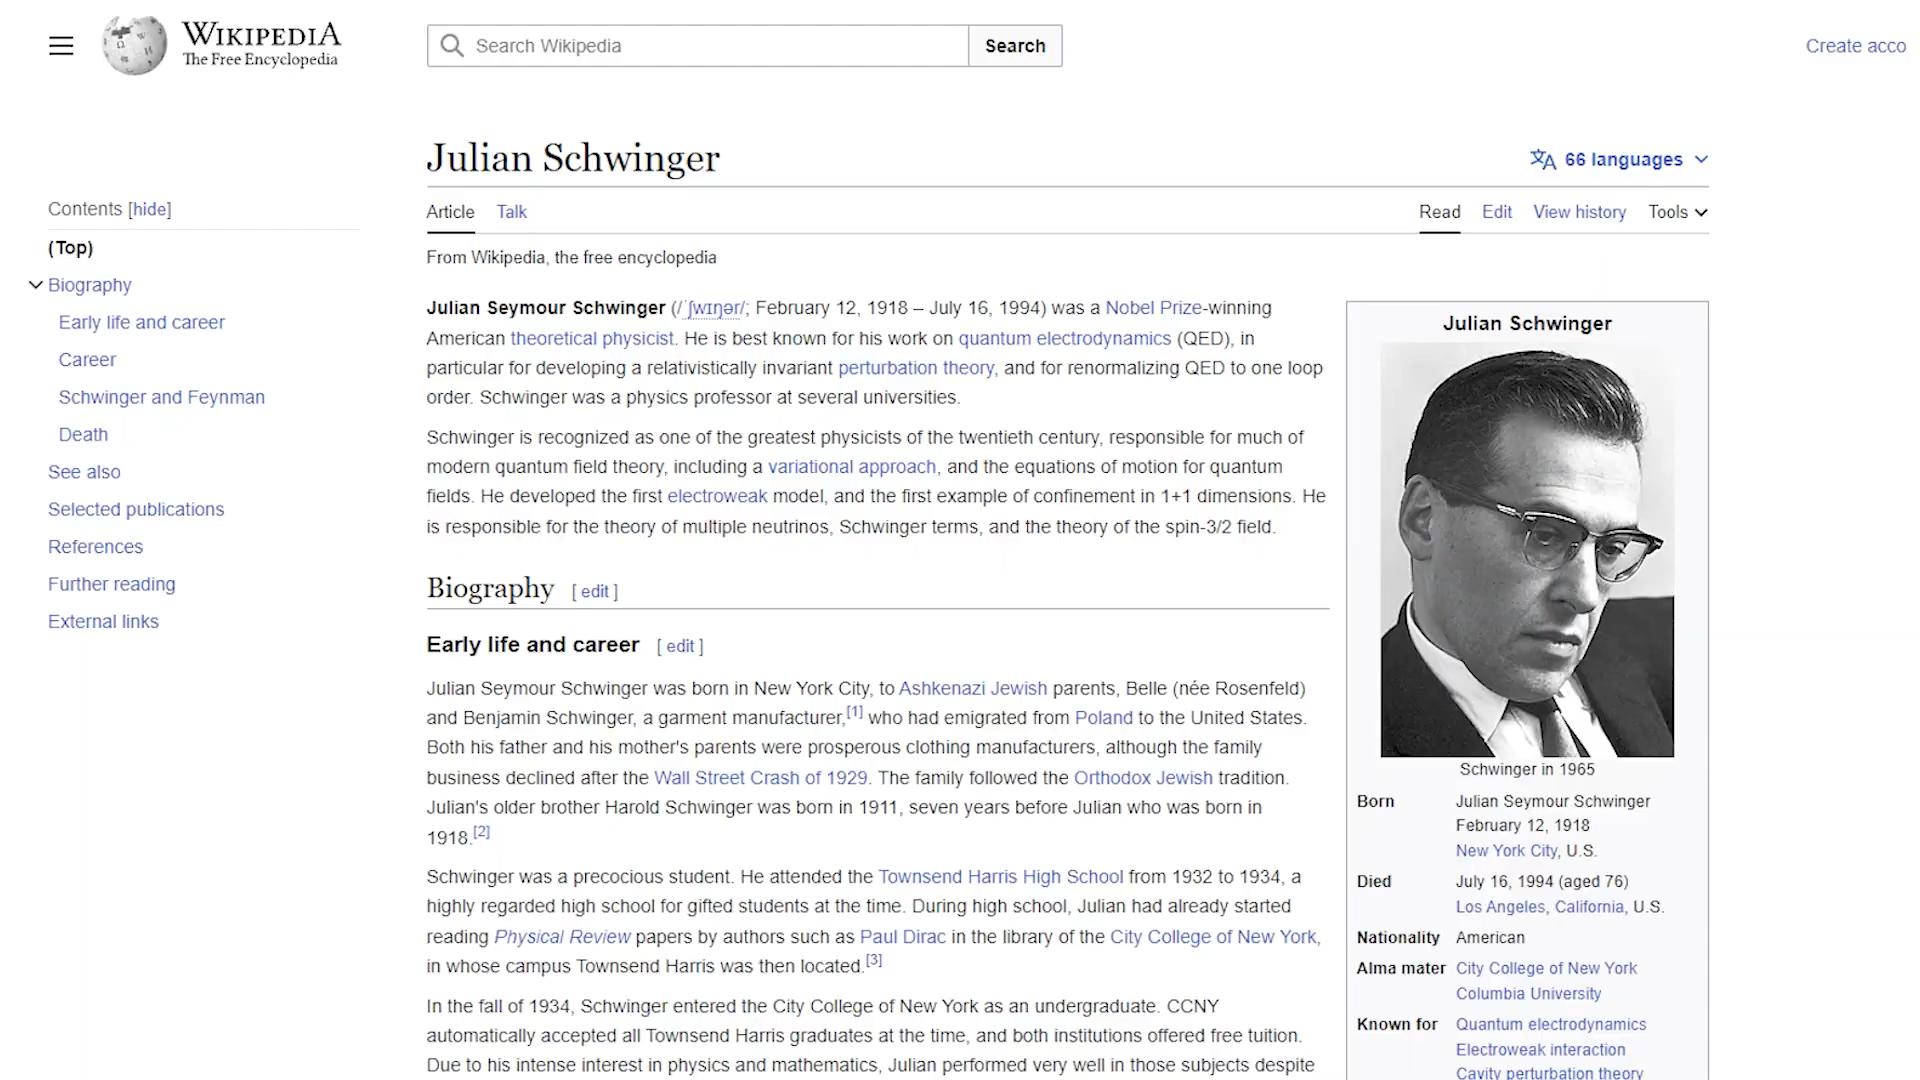 WIKIPEDIA
The Free Encyclopedia
Search Wikipedia
Search
Create acco
Julian Schwinger
66 languages
Article Talk
Read Edit View history Tools
From Wikipedia, the free encyclopedia
Contents [hide]
(Top)
Biography
Early life and career
Career
Schwinger and Feynman
Death
See also
Selected publications
References
Further reading
External links
Julian Seymour Schwinger (/ˈʃwɪŋər/; February 12, 1918 – July 16, 1994) was a Nobel Prize-winning
American theoretical physicist. He is best known for his work on quantum electrodynamics (QED), in
particular for developing a relativistically invariant perturbation theory, and for renormalizing QED to one loop
order. Schwinger was a physics professor at several universities.
Schwinger is recognized as one of the greatest physicists of the twentieth century, responsible for much of
modern quantum field theory, including a variational approach, and the equations of motion for quantum
fields. He developed the first electroweak model, and the first example of confinement in 1+1 dimensions. He
is responsible for the theory of multiple neutrinos, Schwinger terms, and the theory of the spin-3/2 field.
Biography [ edit ]
Early life and career [ edit ]
Julian Seymour Schwinger was born in New York City, to Ashkenazi Jewish parents, Belle (née Rosenfeld)
and Benjamin Schwinger, a garment manufacturer,[1] who had emigrated from Poland to the United States.
Both his father and his mother's parents were prosperous clothing manufacturers, although the family
business declined after the Wall Street Crash of 1929. The family followed the Orthodox Jewish tradition.
Julian's older brother Harold Schwinger was born in 1911, seven years before Julian who was born in
1918.[2]
Schwinger was a precocious student. He attended the Townsend Harris High School from 1932 to 1934, a
highly regarded high school for gifted students at the time. During high school, Julian had already started
reading Physical Review papers by authors such as Paul Dirac in the library of the City College of New York,
in whose campus Townsend Harris was then located.[3]
In the fall of 1934, Schwinger entered the City College of New York as an undergraduate. CCNY
automatically accepted all Townsend Harris graduates at the time, and both institutions offered free tuition.
Due to his intense interest in physics and mathematics, Julian performed very well in those subjects despite
Julian Schwinger
Schwinger in 1965
Born Julian Seymour Schwinger
February 12, 1918
New York City, U.S.
Died July 16, 1994 (aged 76)
Los Angeles, California, U.S.
Nationality American
Alma mater City College of New York
Columbia University
Known for Quantum electrodynamics
Electroweak interaction
Cavity perturbation theory